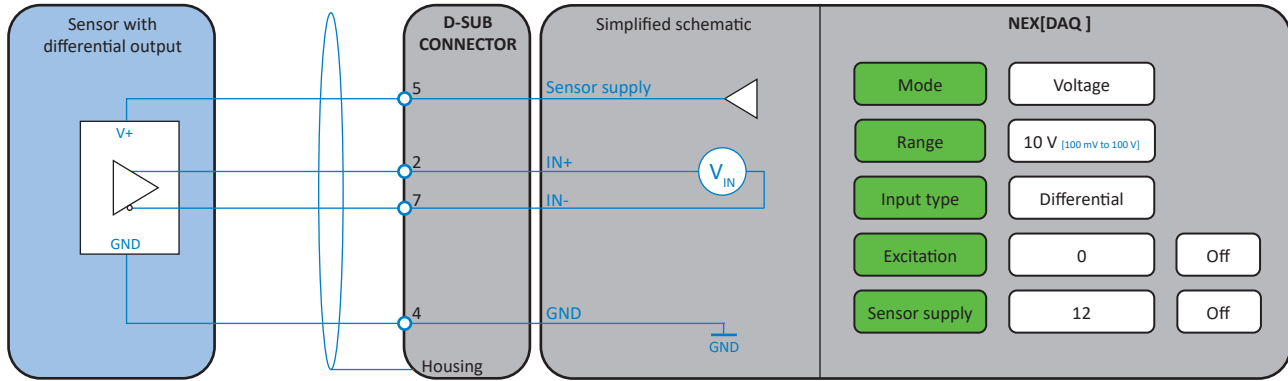 Sensor with
differential output
V+
GND
D-SUB
CONNECTOR
5
2
7
4
Housing
Simplified schematic
Sensor supply
IN+
VIN
IN-
GND
GND
NEX[DAQ ]
Mode
Voltage
Range
10 V [100 mV to 100 V]
Input type
Differential
Excitation
0
Off
Sensor supply
12
Off